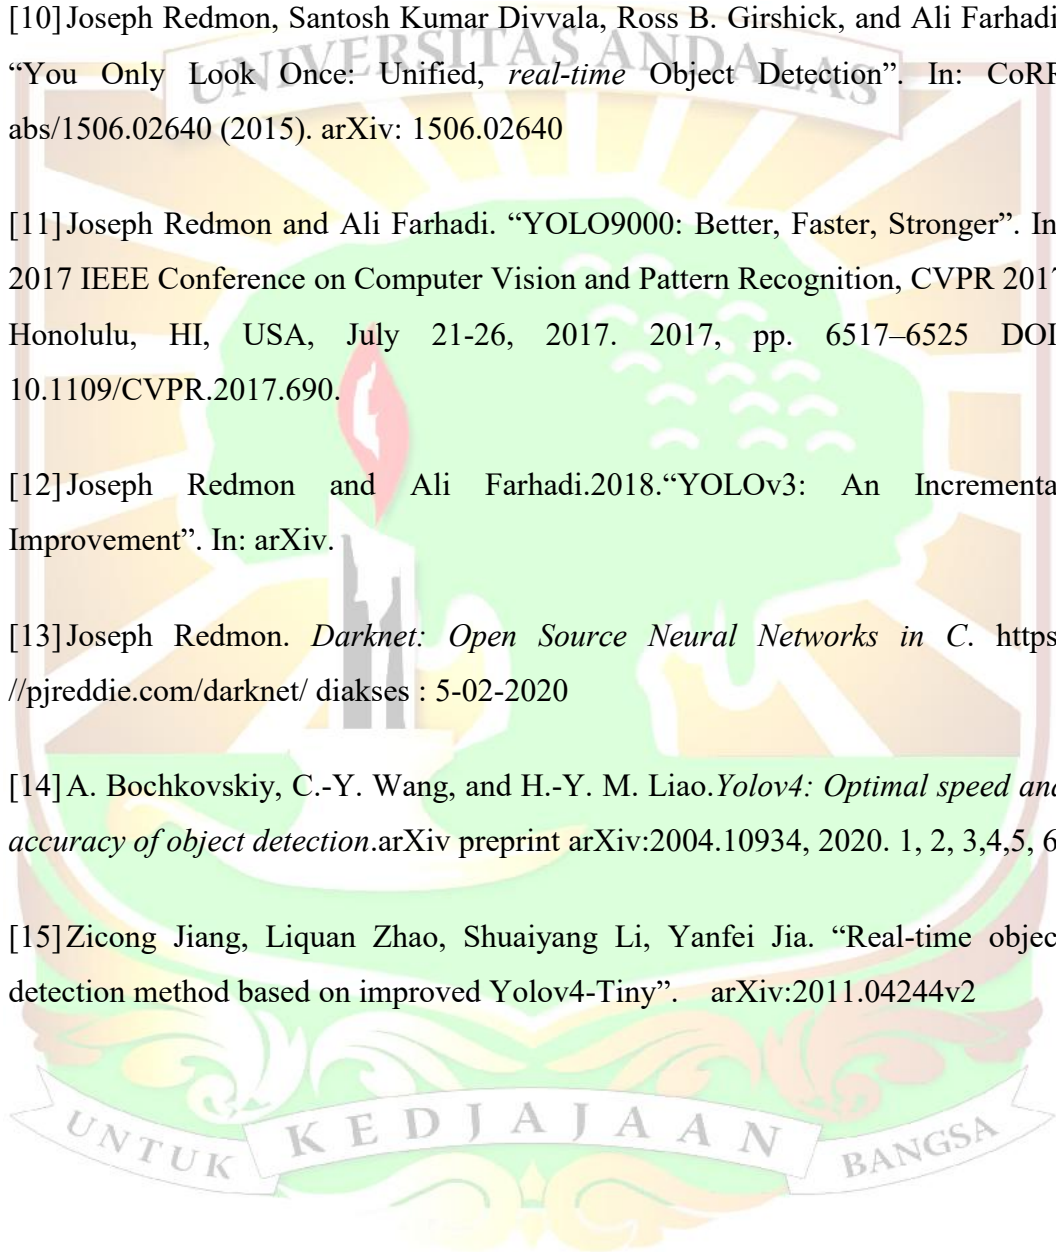 [10] Joseph Redmon, Santosh Kumar Divvala, Ross B. Girshick, and Ali Farhadi
UNIVERSITAS ANDALAS
“You Only Look Once: Unified, real-time Object Detection”. In: CoRR
abs/1506.02640 (2015). arXiv: 1506.02640
[11] Joseph Redmon and Ali Farhadi. “YOLO9000: Better, Faster, Stronger”. In
2017 IEEE Conference on Computer Vision and Pattern Recognition, CVPR 2017
Honolulu, HI, USA, July 21-26, 2017. 2017, pp. 6517–6525 DOI
10.1109/CVPR.2017.690.
[12] Joseph Redmon and Ali Farhadi.2018.“YOLOv3: An Incrementa
Improvement”. In: arXiv.
[13] Joseph Redmon. Darknet: Open Source Neural Networks in C. https
//pjreddie.com/darknet/ diakses : 5-02-2020
[14] A. Bochkovskiy, C.-Y. Wang, and H.-Y. M. Liao.Yolov4: Optimal speed and
accuracy of object detection.arXiv preprint arXiv:2004.10934, 2020. 1, 2, 3,4,5, 6
[15] Zicong Jiang, Liquan Zhao, Shuaiyang Li, Yanfei Jia. “Real-time objec
detection method based on improved Yolov4-Tiny”. arXiv:2011.04244v2
UNTUK KEDJAJAAN BANGSA